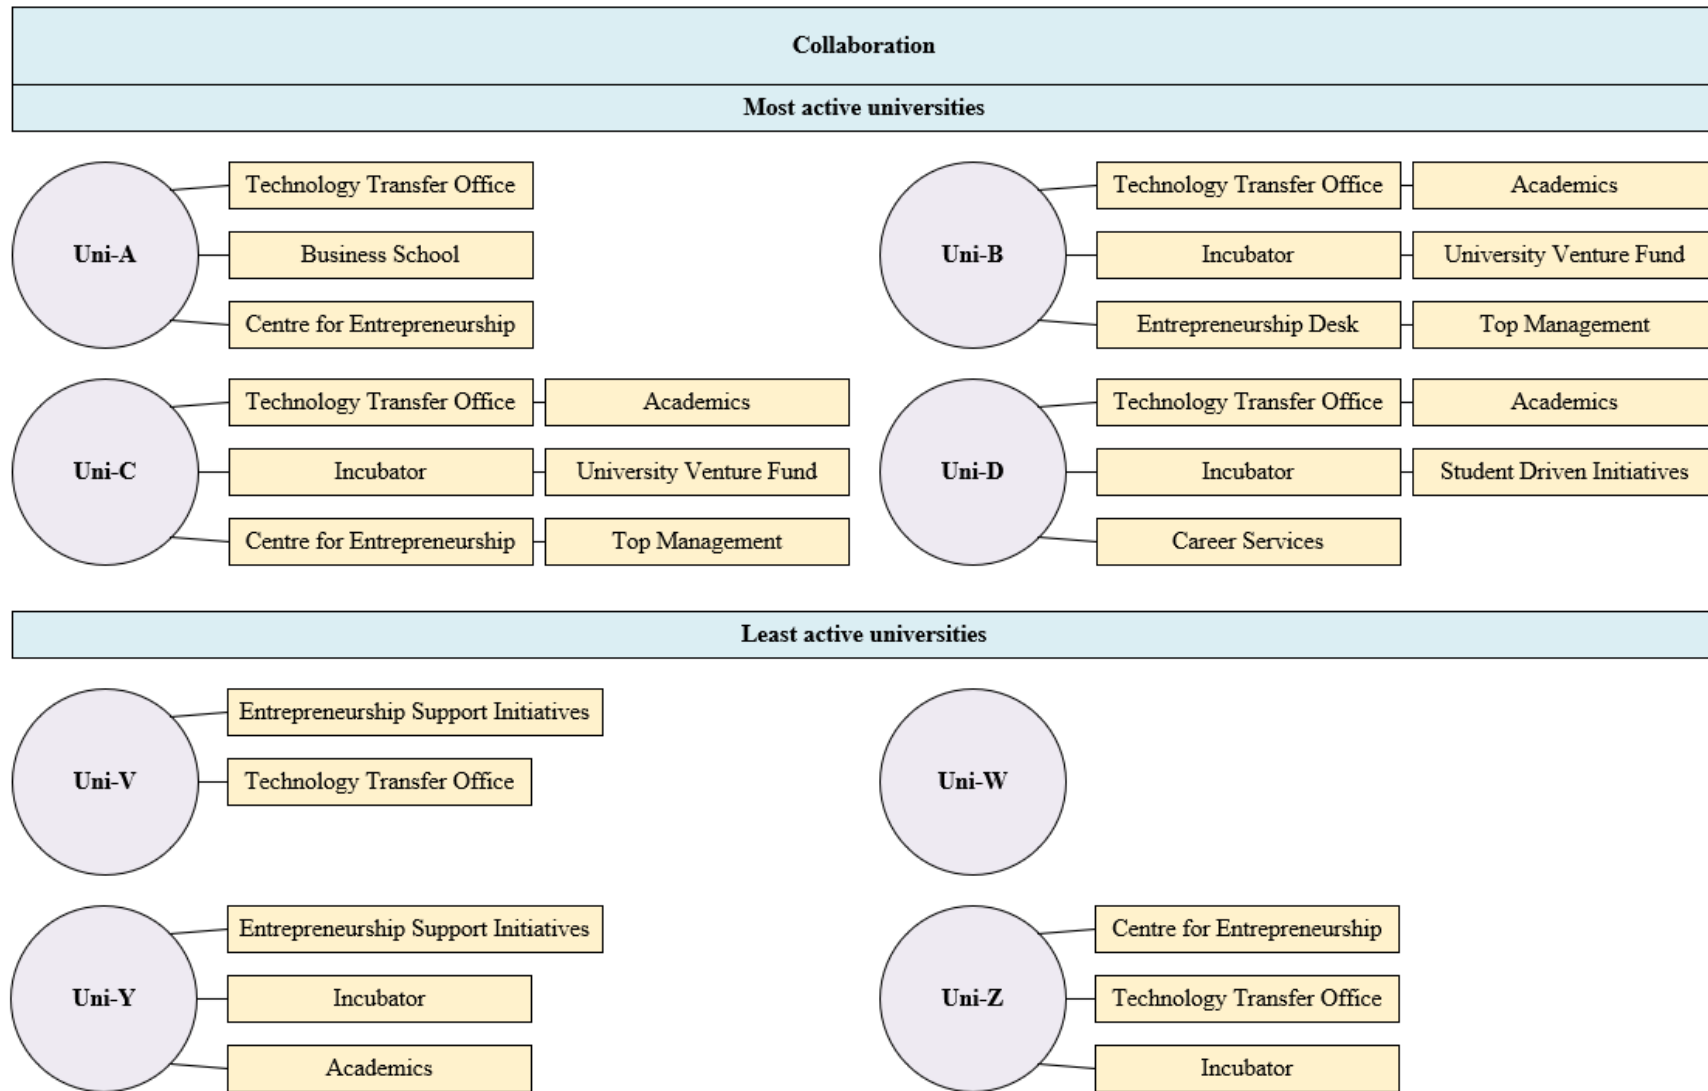 Collaboration
Most active universities
Uni-A
Technology Transfer Office
Business School
Centre for Entrepreneurship
Uni-B
Technology Transfer Office
Academics
Incubator
University Venture Fund
Entrepreneurship Desk
Top Management
Uni-C
Technology Transfer Office
Academics
Incubator
University Venture Fund
Centre for Entrepreneurship
Top Management
Uni-D
Technology Transfer Office
Academics
Incubator
Student Driven Initiatives
Career Services
Least active universities
Uni-V
Entrepreneurship Support Initiatives
Technology Transfer Office
Uni-W
Uni-Y
Entrepreneurship Support Initiatives
Incubator
Academics
Uni-Z
Centre for Entrepreneurship
Technology Transfer Office
Incubator